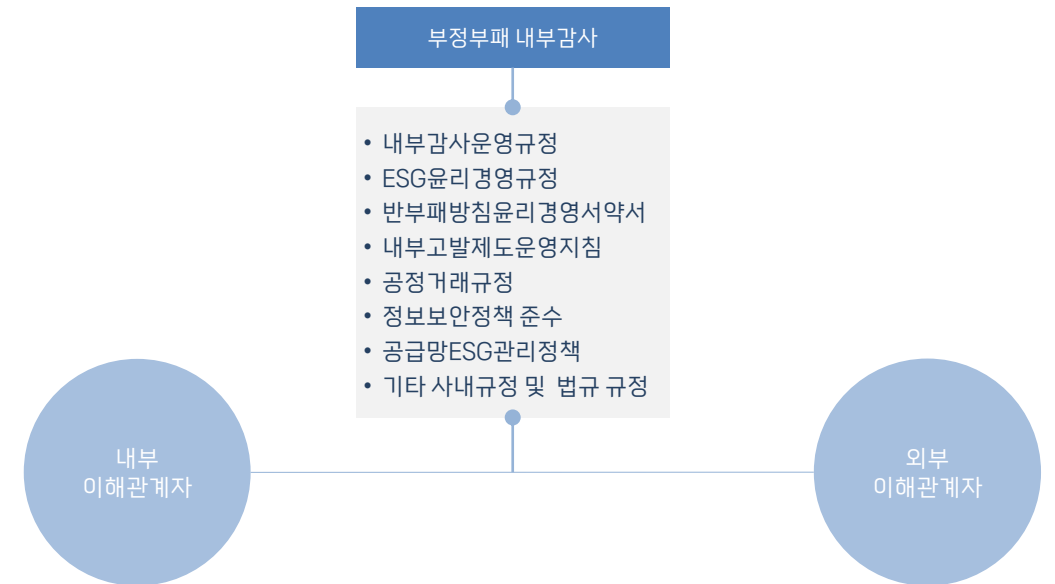 부정부패 내부감사
• 내부감사운영규정
• ESG윤리경영규정
• 반부패방침윤리경영서약서
• 내부고발제도운영지침
• 공정거래규정
• 정보보안정책 준수
• 공급망ESG관리정책
• 기타 사내규정 및 법규 규정
내부
이해관계자
외부
이해관계자